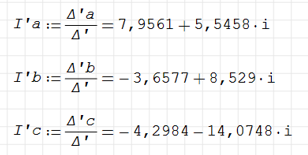 I'a := Δ'a / Δ' = 7,9561 + 5,5458·i
I'b := Δ'b / Δ' = −3,6577 + 8,529·i
I'c := Δ'c / Δ' = −4,2984 − 14,0748·i